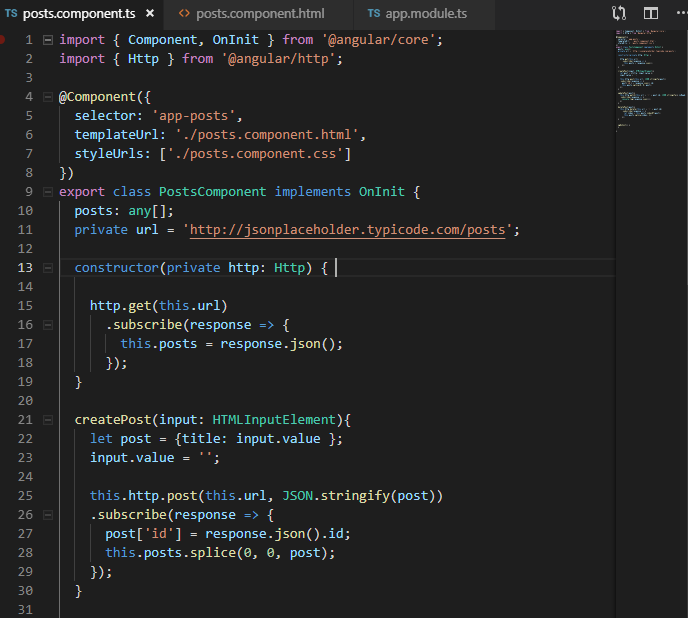 TS posts.component.ts × <> posts.component.html TS app.module.ts
1 import { Component, OnInit } from '@angular/core';
2 import { Http } from '@angular/http';
3
4 @Component({
5 selector: 'app-posts',
6 templateUrl: './posts.component.html',
7 styleUrls: ['./posts.component.css']
8 })
9 export class PostsComponent implements OnInit {
10 posts: any[];
11 private url = 'http://jsonplaceholder.typicode.com/posts';
12
13 constructor(private http: Http) {
14
15 http.get(this.url)
16 .subscribe(response => {
17 this.posts = response.json();
18 });
19 }
20
21 createPost(input: HTMLInputElement){
22 let post = {title: input.value };
23 input.value = '';
24
25 this.http.post(this.url, JSON.stringify(post))
26 .subscribe(response => {
27 post['id'] = response.json().id;
28 this.posts.splice(0, 0, post);
29 });
30 }
31